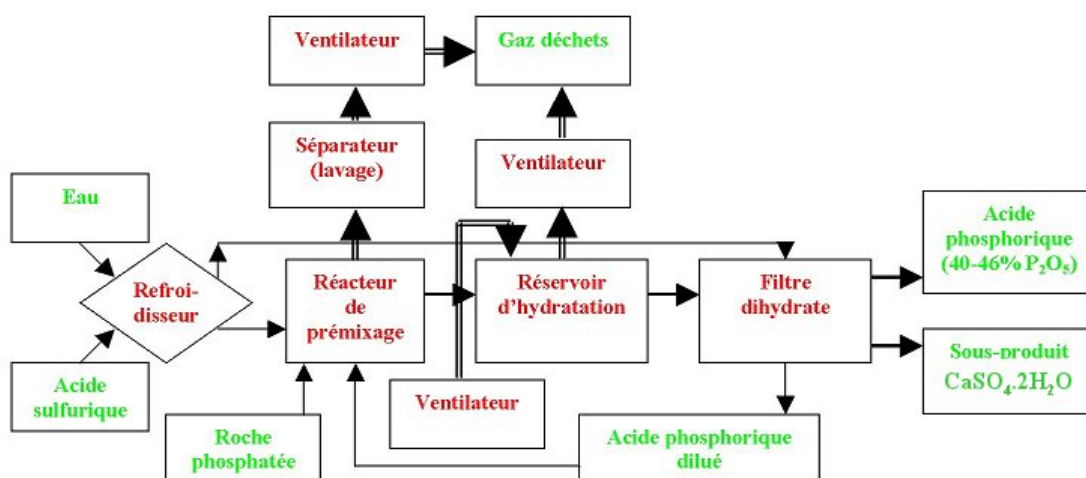 Ventilateur
Gaz déchets
Séparateur
(lavage)
Ventilateur
Eau
Acide
phosphorique
(40-46% P₂O₅)
Refroi-
disseur
Réacteur
de
prémixage
Réservoir
d'hydratation
Filtre
dihydrate
Sous-produit
CaSO₄.2H₂O
Acide
sulfurique
Ventilateur
Roche
phosphatée
Acide phosphorique
dilué